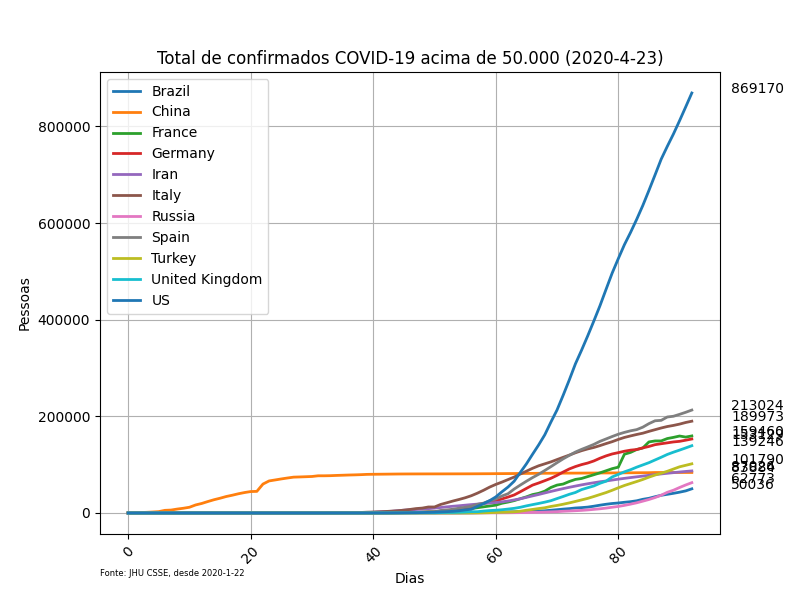 Total de confirmados COVID-19 acima de 50.000 (2020-4-23)
Brazil
China
France
Germany
Iran
Italy
Russia
Spain
Turkey
United Kingdom
US
Pessoas
800000
600000
400000
200000
0
869170
213024
189973
159460
139246
101790
62773
50036
0
20
40
60
80
Dias
Fonte: JHU CSSE, desde 2020-1-22